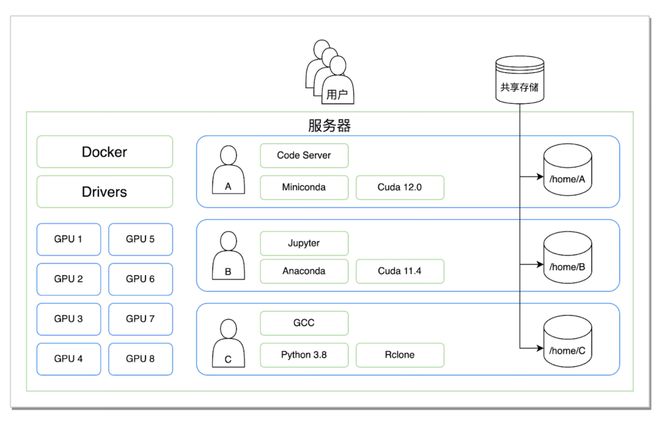 用户
共享存储
服务器
Docker
Drivers
GPU 1
GPU 5
GPU 2
GPU 6
GPU 3
GPU 7
GPU 4
GPU 8
A
Code Server
Miniconda
Cuda 12.0
/home/A
B
Jupyter
Anaconda
Cuda 11.4
/home/B
C
GCC
Python 3.8
Rclone
/home/C